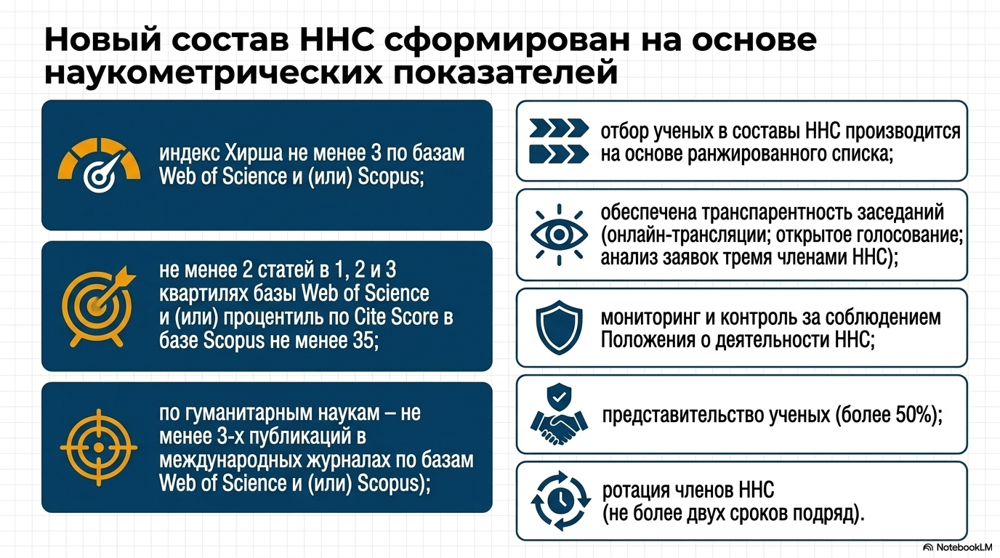 Новый состав ННС сформирован на основе
наукометрических показателей
индекс Хирша не менее 3 по базам
Web of Science и (или) Scopus;
не менее 2 статей в 1, 2 и 3
квартилях базы Web of Science
и (или) процентиль по Cite Score в
базе Scopus не менее 35;
по гуманитарным наукам – не
менее 3-х публикаций в
международных журналах по базам
Web of Science и (или) Scopus);
отбор ученых в составы ННС производится
на основе ранжированного списка;
обеспечена транспарентность заседаний
(онлайн-трансляции; открытое голосование;
анализ заявок тремя членами ННС);
мониторинг и контроль за соблюдением
Положения о деятельности ННС;
представительство ученых (более 50%);
ротация членов ННС
(не более двух сроков подряд).
NotebookLM